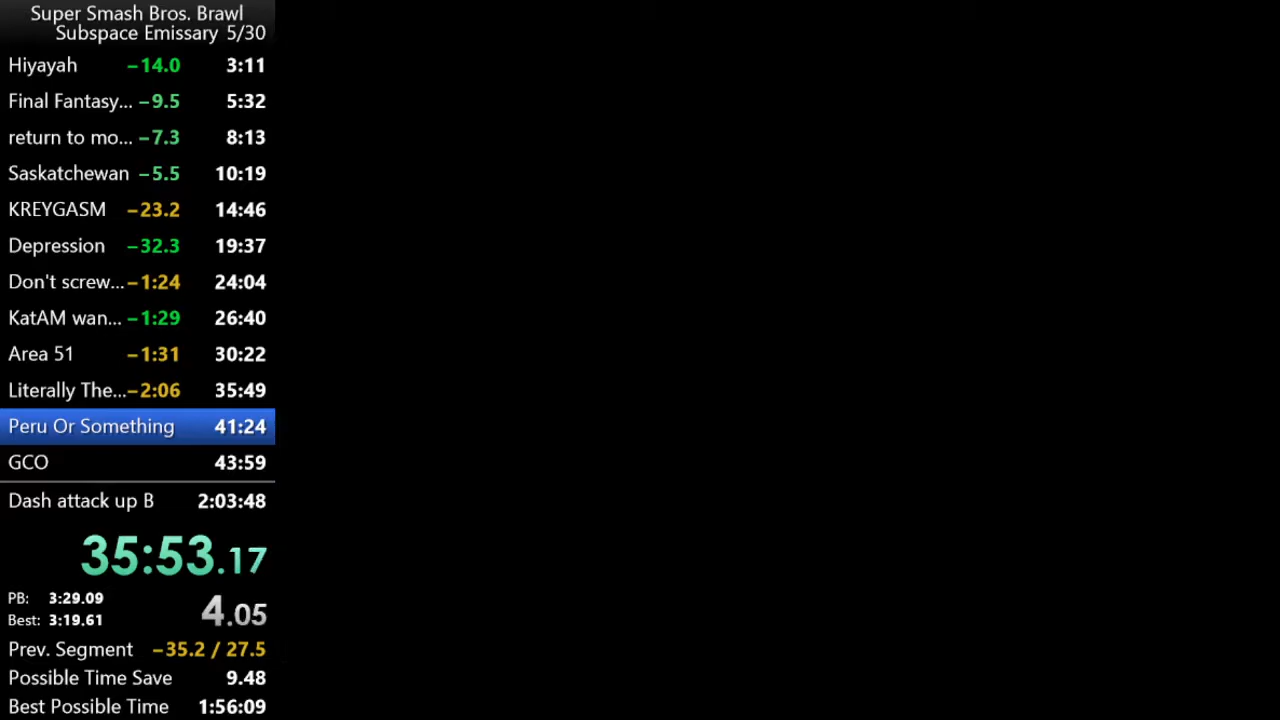 Super Smash Bros. Brawl
Subspace Emissary 5/30
Hiyayah −14.0 3:11
Final Fantasy... −9.5 5:32
return to mo... −7.3 8:13
Saskatchewan −5.5 10:19
KREYGASM −23.2 14:46
Depression −32.3 19:37
Don't screw... −1:24 24:04
KatAM wan... −1:29 26:40
Area 51 −1:31 30:22
Literally The... −2:06 35:49
Peru Or Something 41:24
GCO 43:59
Dash attack up B 2:03:48
35:53.17
PB: 3:29.09
Best: 3:19.61
4.05
Prev. Segment −35.2 / 27.5
Possible Time Save 9.48
Best Possible Time 1:56:09